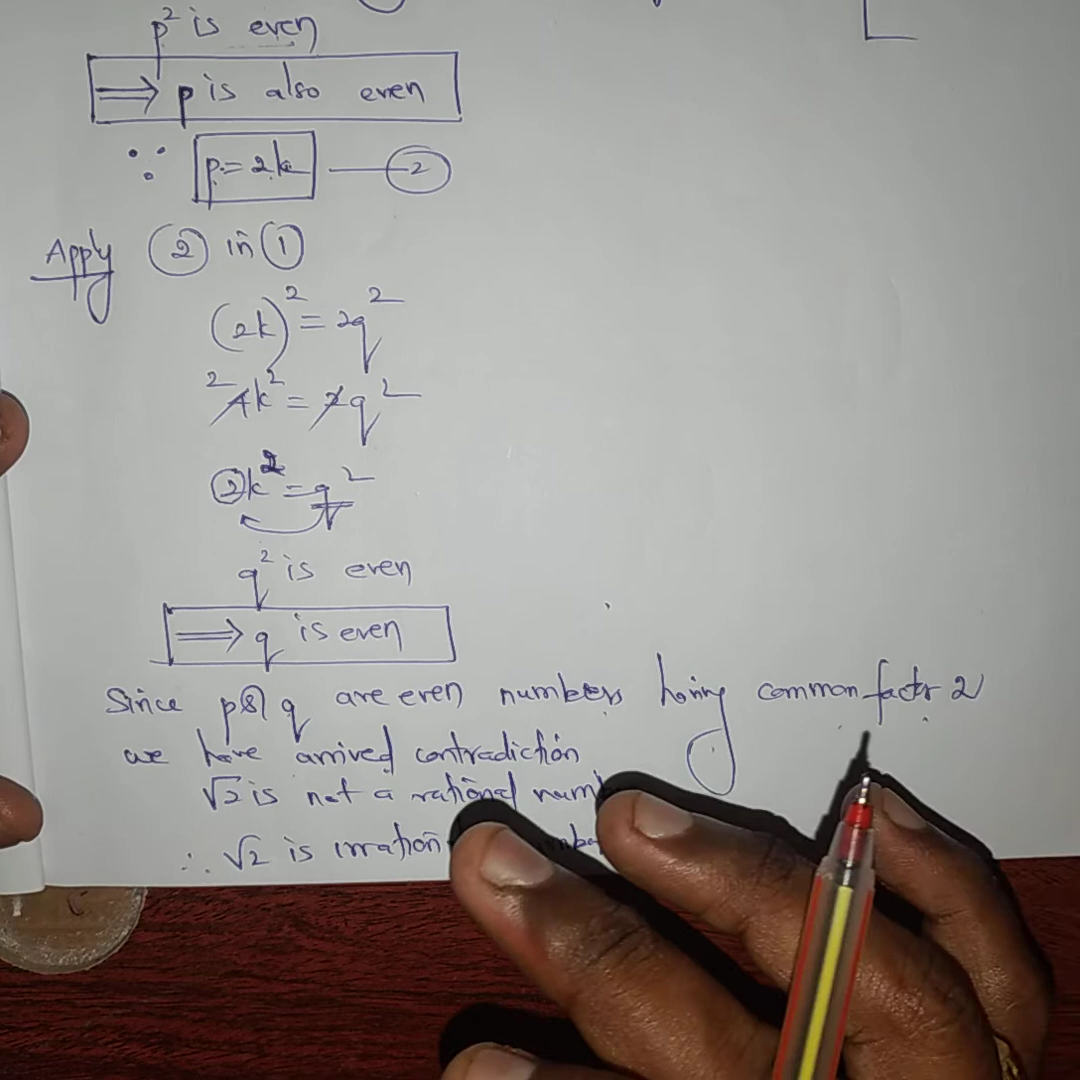 p² is even
⟹ p is also even
∵ p = 2k —— ②
Apply ② in ①
(2k)² = 2q²
²4k² = 2q²
②k² = q²
q² is even
⟹ q is even
Since p & q are even numbers having common factor 2
we have arrived contradiction
√2 is not a rational
∴ √2 is